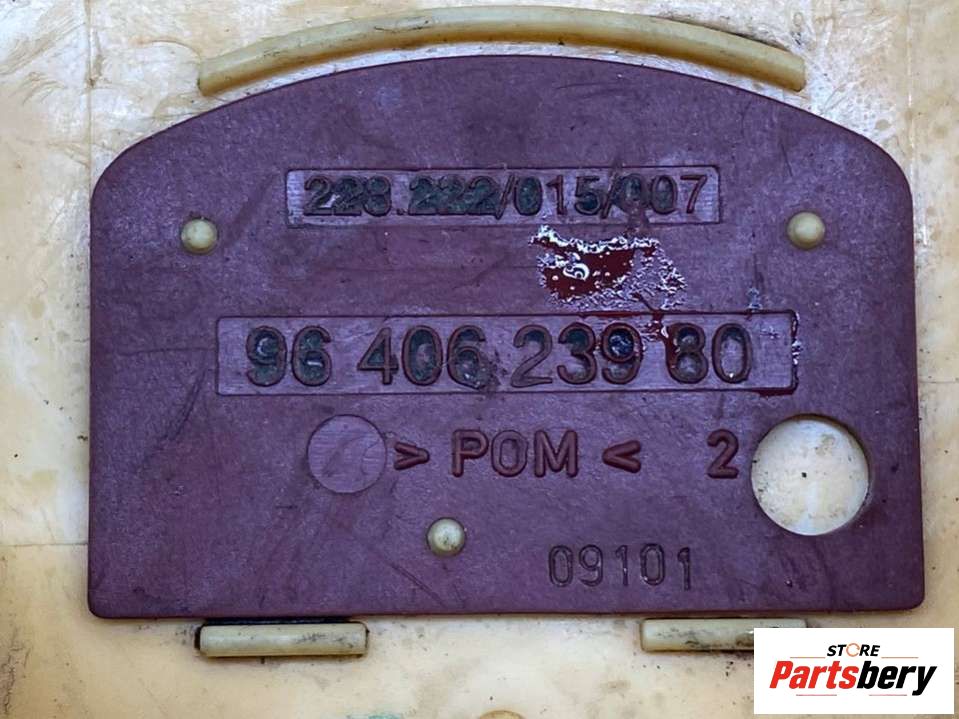 228.222/015/007
96 406 239 80
> POM < 2
09101
STORE
Partsbery